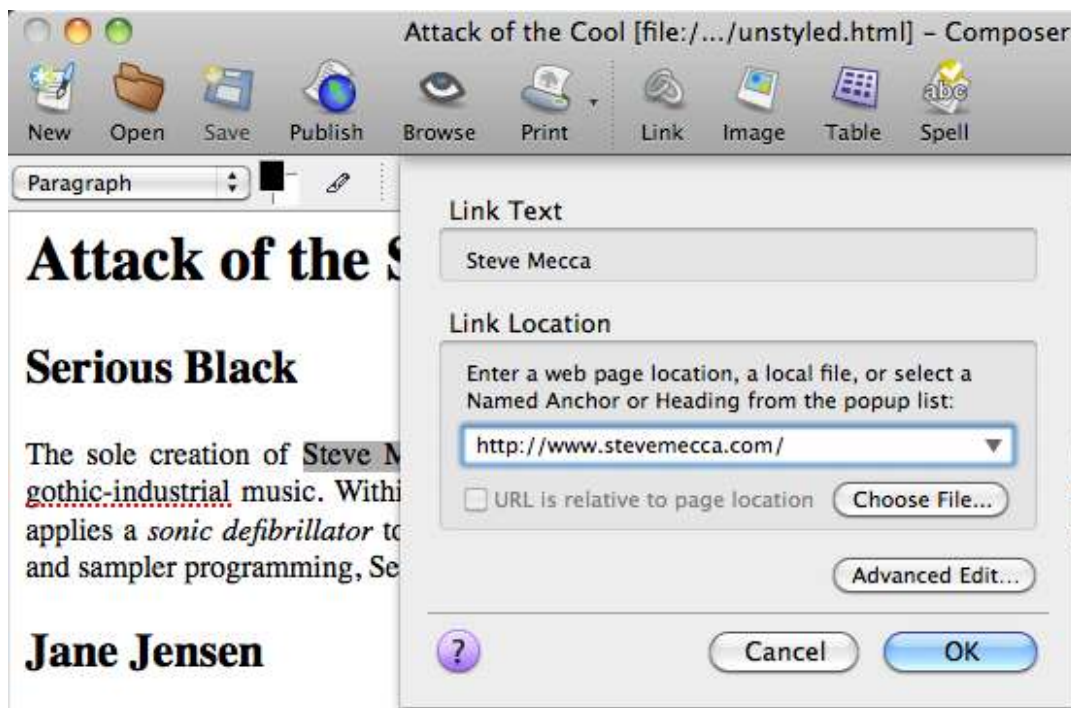 Attack of the Cool [file:/.../unstyled.html] – Composer
New Open Save Publish Browse Print Link Image Table Spell
abc
Paragraph
Attack of the
Serious Black
The sole creation of Steve
gothic-industrial music. Withi
applies a sonic defibrillator to
and sampler programming, Se
Jane Jensen
Link Text
Steve Mecca
Link Location
Enter a web page location, a local file, or select a
Named Anchor or Heading from the popup list:
http://www.stevemecca.com/
URL is relative to page location Choose File...
Advanced Edit...
? Cancel OK